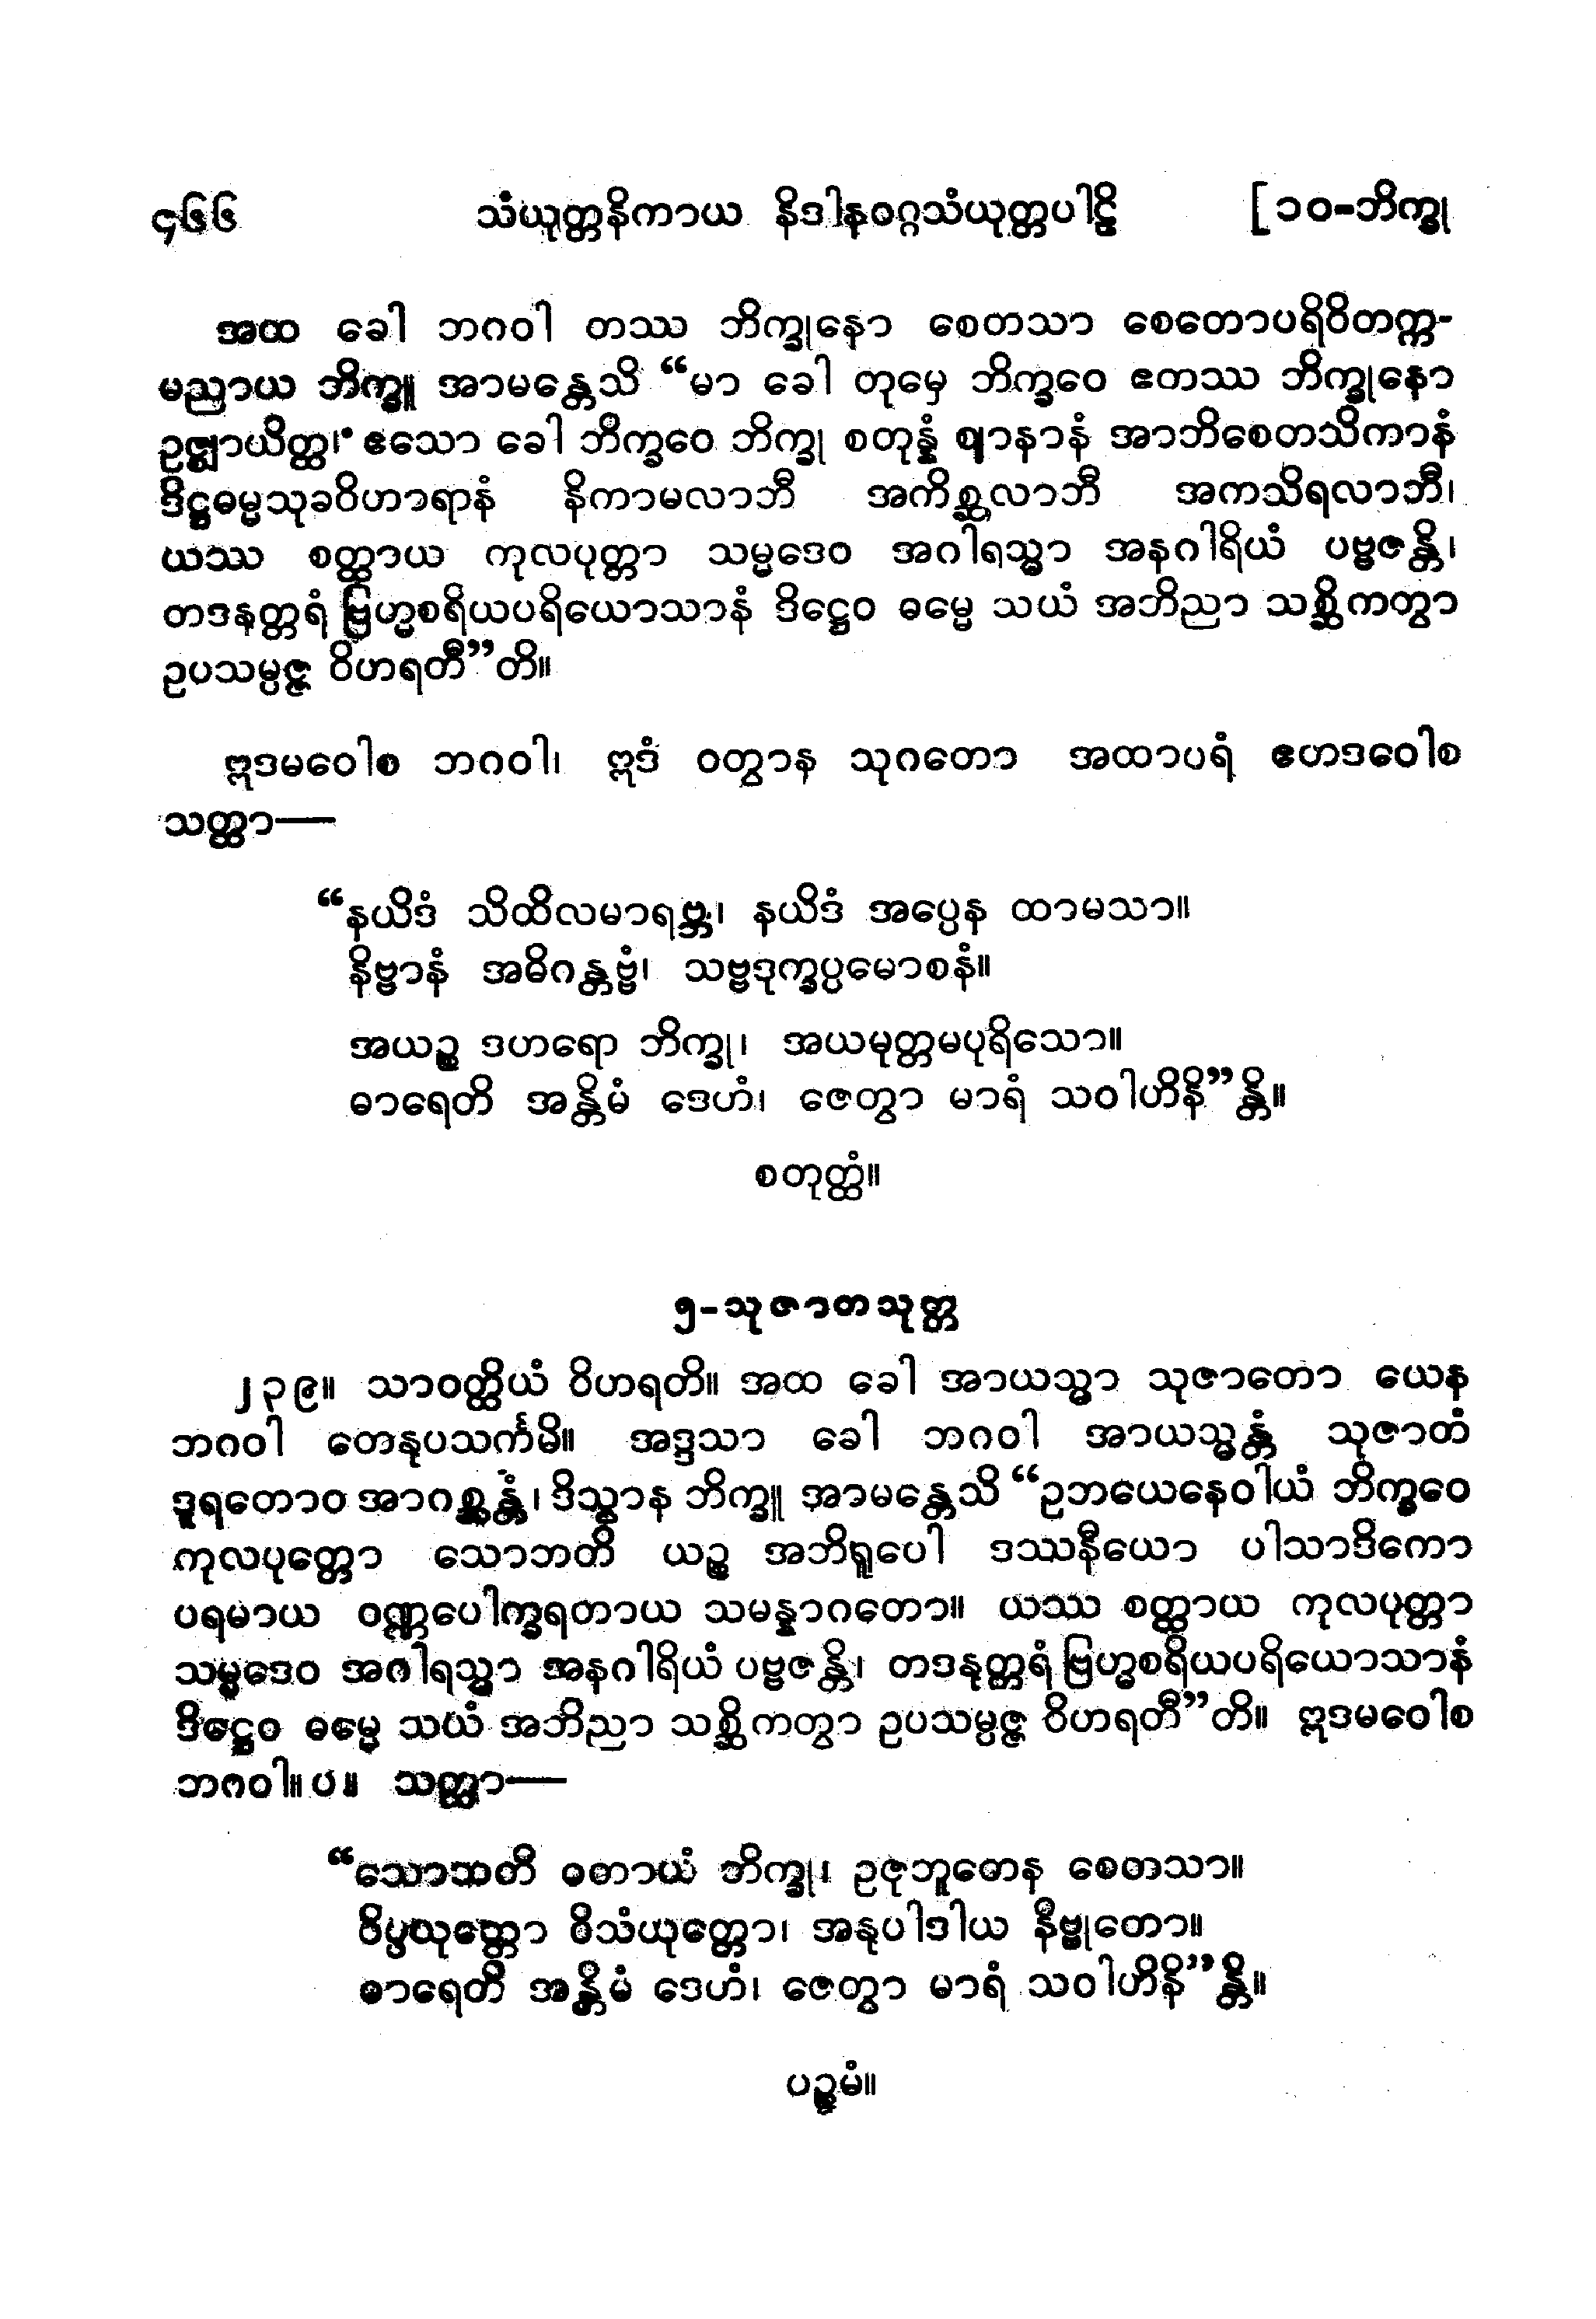 ၄၆၆ သံယုတ္တနိကာယ နိဒါနဝဂ္ဂသံယုတ္တပါဠိ [၁၀-ဘိက္ခု
အထ ခေါ ဘဂဝါ တဿ ဘိက္ခုနော စေတသာ စေတောပရိဝိတက္က-
မညာယ ဘိက္ခူ အာမန္တေသိ “မာ ခေါ တုမှေ ဘိက္ခဝေ ဧတဿ ဘိက္ခုနော
ဥဇ္ဈာယိတ္ထ၊ ဧသော ခေါ ဘိက္ခဝေ ဘိက္ခု စတုန္နံ ဈာနာနံ အာဘိစေတသိကာနံ
ဒိဋ္ဌဓမ္မသုခဝိဟာရာနံ နိကာမလာဘီ အကိစ္ဆလာဘီ အကသိရလာဘီ၊
ယဿ စတ္ထာယ ကုလပုတ္တာ သမ္မဒေဝ အဂါရသ္မာ အနဂါရိယံ ပဗ္ဗဇန္တိ၊
တဒနတ္တရံ ဗြဟ္မစရိယပရိယောသာနံ ဒိဋ္ဌေဝ ဓမ္မေ သယံ အဘိညာ သစ္ဆိကတွာ
ဥပသမ္ပဇ္ဇ ဝိဟရတီ”တိ။
ဣဒမဝေါစ ဘဂဝါ၊ ဣဒံ ဝတွာန သုဂတော အထာပရံ ဧတဒဝေါစ
သတ္ထာ—
“နယိဒံ သိထိလမာရဗ္ဘ၊ နယိဒံ အပ္ပေန ထာမသာ။
နိဗ္ဗာနံ အဓိဂန္တဗ္ဗံ၊ သဗ္ဗဒုက္ခပ္ပမောစနံ။
အယဉ္စ ဒဟရော ဘိက္ခု၊ အယမုတ္တမပုရိသော။
ဓာရေတိ အန္တိမံ ဒေဟံ၊ ဇေတွာ မာရံ သဝါဟိနိ”န္တိ။
စတုတ္ထံ။
၅-သုဇာတသုတ္တ
၂၃၉။ သာဝတ္ထိယံ ဝိဟရတိ။ အထ ခေါ အာယသ္မာ သုဇာတော ယေန
ဘဂဝါ တေနုပသင်္ကမိ။ အဒ္ဒသာ ခေါ ဘဂဝါ အာယသ္မန္တံ သုဇာတံ
ဒူရတောဝ အာဂစ္ဆန္တံ၊ ဒိသွာန ဘိက္ခူ အာမန္တေသိ “ဥဘယေနေဝါယံ ဘိက္ခဝေ
ကုလပုတ္တော သောဘတိ ယဉ္စ အဘိရူပေါ ဒဿနီယော ပါသာဒိကော
ပရမာယ ဝဏ္ဏပေါက္ခရတာယ သမန္နာဂတော။ ယဿ စတ္ထာယ ကုလပုတ္တာ
သမ္မဒေဝ အဂါရသ္မာ အနဂါရိယံ ပဗ္ဗဇန္တိ၊ တဒနုတ္တရံ ဗြဟ္မစရိယပရိယောသာနံ
ဒိဋ္ဌေဝ ဓမ္မေ သယံ အဘိညာ သစ္ဆိကတွာ ဥပသမ္ပဇ္ဇ ဝိဟရတီ”တိ။ ဣဒမဝေါစ
ဘဂဝါ။ ပ။ သတ္ထာ—
“သောဘတိ ဝတာယံ ဘိက္ခု၊ ဥဇုဘူတေန စေတသာ။
ဝိပ္ပယုတ္တော ဝိသံယုတ္တော၊ အနုပါဒါယ နိဗ္ဗုတော။
ဓာရေတိ အန္တိမံ ဒေဟံ၊ ဇေတွာ မာရံ သဝါဟိနိ”န္တိ။
ပဉ္စမံ။